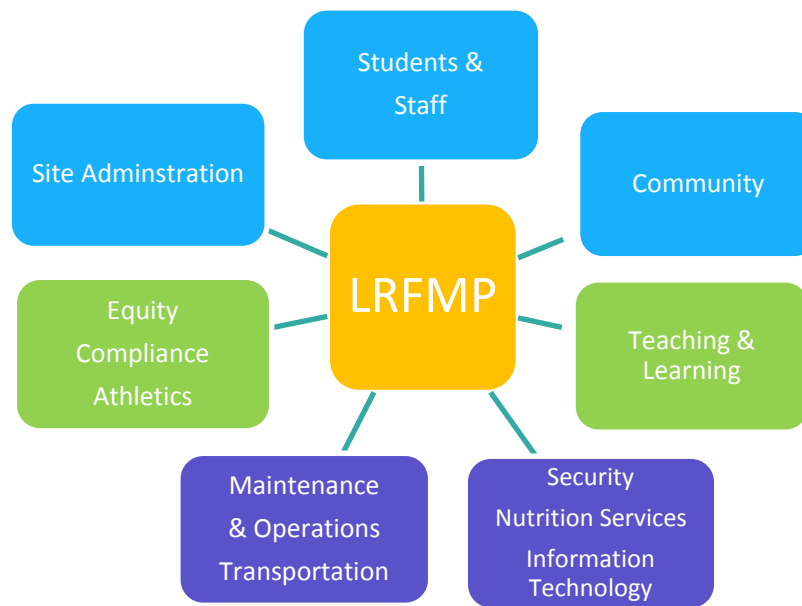 Students &
Staff
Site Adminstration
Community
LRFMP
Equity
Compliance
Athletics
Teaching &
Learning
Maintenance
& Operations
Transportation
Security
Nutrition Services
Information
Technology